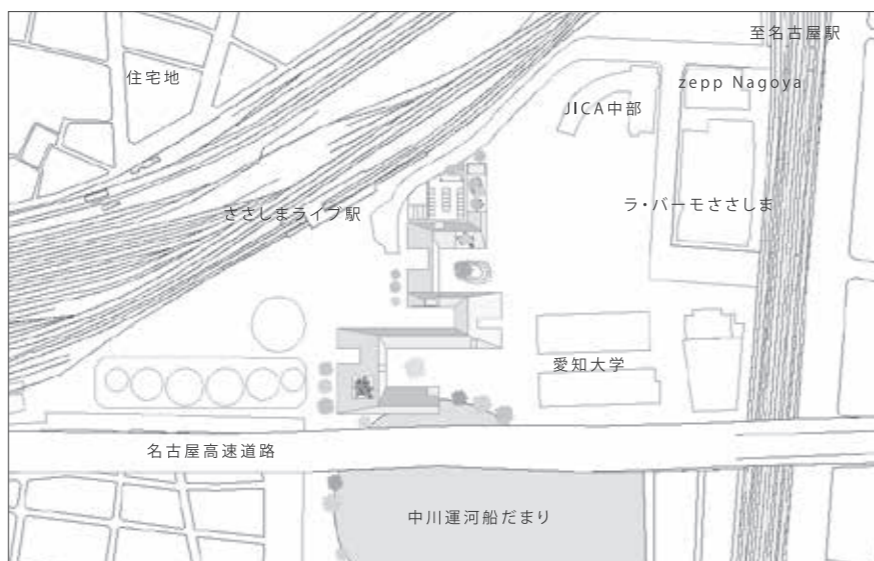 至名古屋駅
住宅地
zepp Nagoya
JICA中部
ささしまライブ駅
ラ・バーモささしま
愛知大学
名古屋高速道路
中川運河船だまり